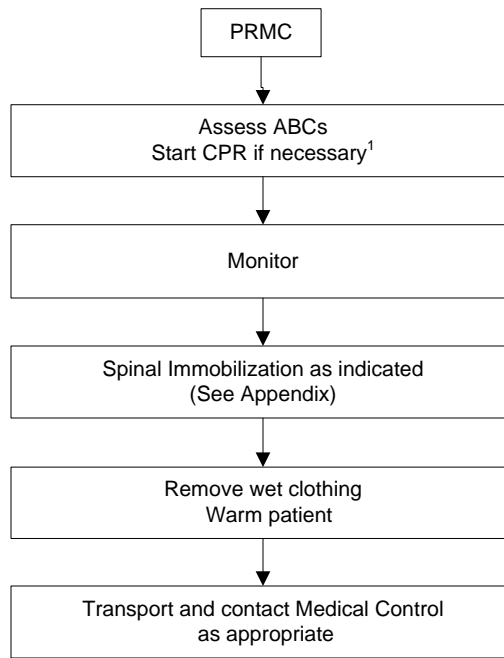 PRMC
Assess ABCs
Start CPR if necessary¹
Monitor
Spinal Immobilization as indicated
(See Appendix)
Remove wet clothing
Warm patient
Transport and contact Medical Control
as appropriate